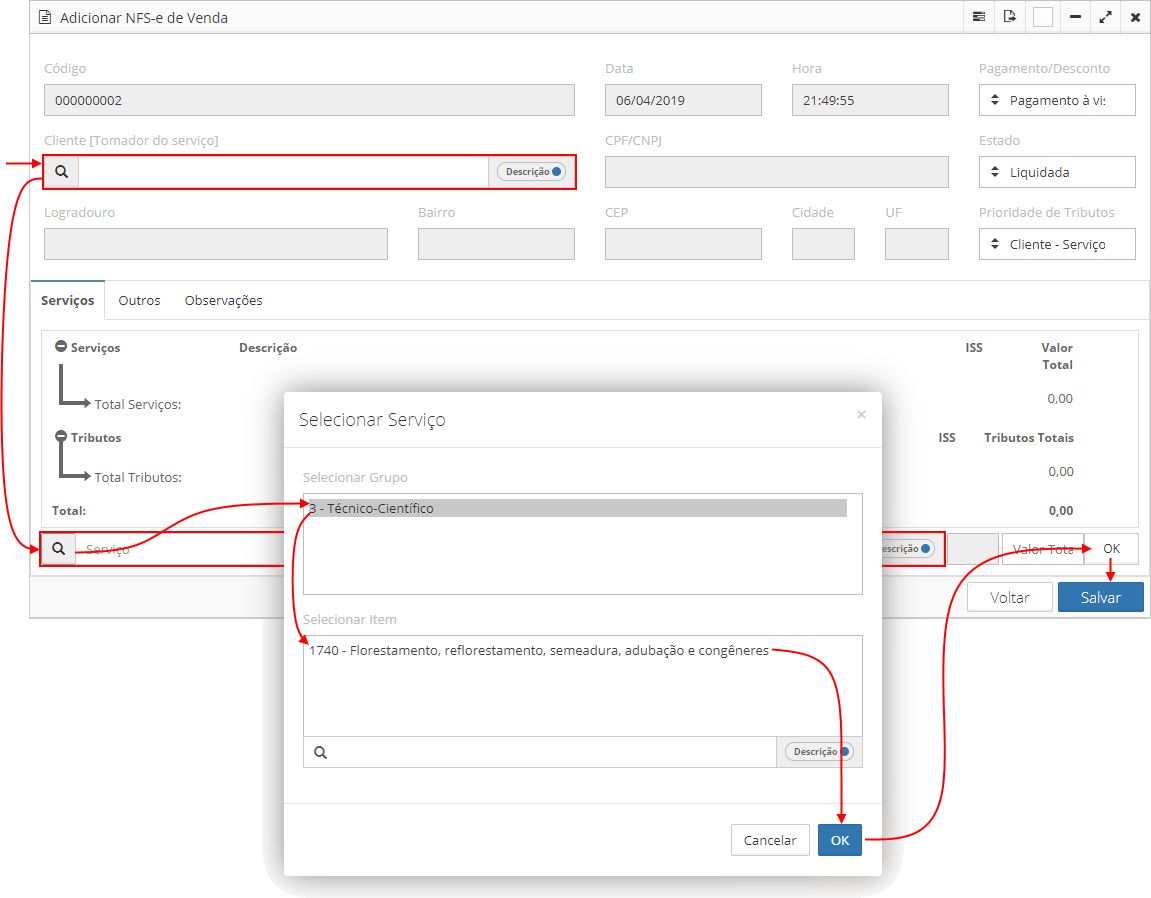 Adicionar NFS-e de Venda
Código
Data
Hora
Pagamento/Desconto
000000002
06/04/2019
21:49:55
Pagamento à vis
Cliente [Tomador do serviço]
CPF/CNPJ
Estado
Descrição
Liquidada
Logradouro
Bairro
CEP
Cidade
UF
Prioridade de Tributos
Cliente - Serviço
Serviços
Outros
Observações
Serviços
Descrição
ISS
Valor
Total
Total Serviços:
0,00
Tributos
ISS
Tributos Totais
Total Tributos:
0,00
Total:
0,00
Serviço
escrição
Valor Tota
OK
Voltar
Salvar
Selecionar Serviço
×
Selecionar Grupo
3 - Técnico-Científico
Selecionar Item
1740 - Florestamento, reflorestamento, semeadura, adubação e congêneres
Descrição
Cancelar
OK